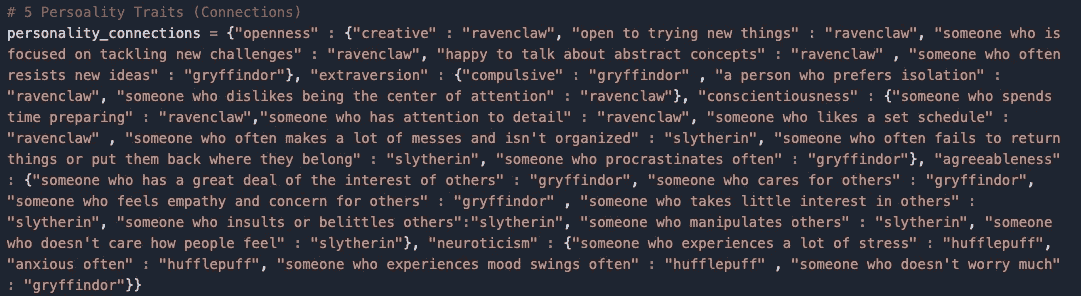 # 5 Persoality Traits (Connections)
personality_connections = {"openness" : {"creative" : "ravenclaw", "open to trying new things" : "ravenclaw", "someone who is
focused on tackling new challenges" : "ravenclaw", "happy to talk about abstract concepts" : "ravenclaw" , "someone who often
resists new ideas" : "gryffindor"}, "extraversion" : {"compulsive" : "gryffindor" , "a person who prefers isolation" :
"ravenclaw", "someone who dislikes being the center of attention" : "ravenclaw"}, "conscientiousness" : {"someone who spends
time preparing" : "ravenclaw","someone who has attention to detail" : "ravenclaw", "someone who likes a set schedule" :
"ravenclaw" , "someone who often makes a lot of messes and isn't organized" : "slytherin", "someone who often fails to return
things or put them back where they belong" : "slytherin", "someone who procrastinates often" : "gryffindor"}, "agreeableness"
: {"someone who has a great deal of the interest of others" : "gryffindor", "someone who cares for others" : "gryffindor",
"someone who feels empathy and concern for others" : "gryffindor" , "someone who takes little interest in others" :
"slytherin", "someone who insults or belittles others":"slytherin", "someone who manipulates others" : "slytherin", "someone
who doesn't care how people feel" : "slytherin"}, "neuroticism" : {"someone who experiences a lot of stress" : "hufflepuff",
"anxious often" : "hufflepuff", "someone who experiences mood swings often" : "hufflepuff" , "someone who doesn't worry much"
: "gryffindor"}}